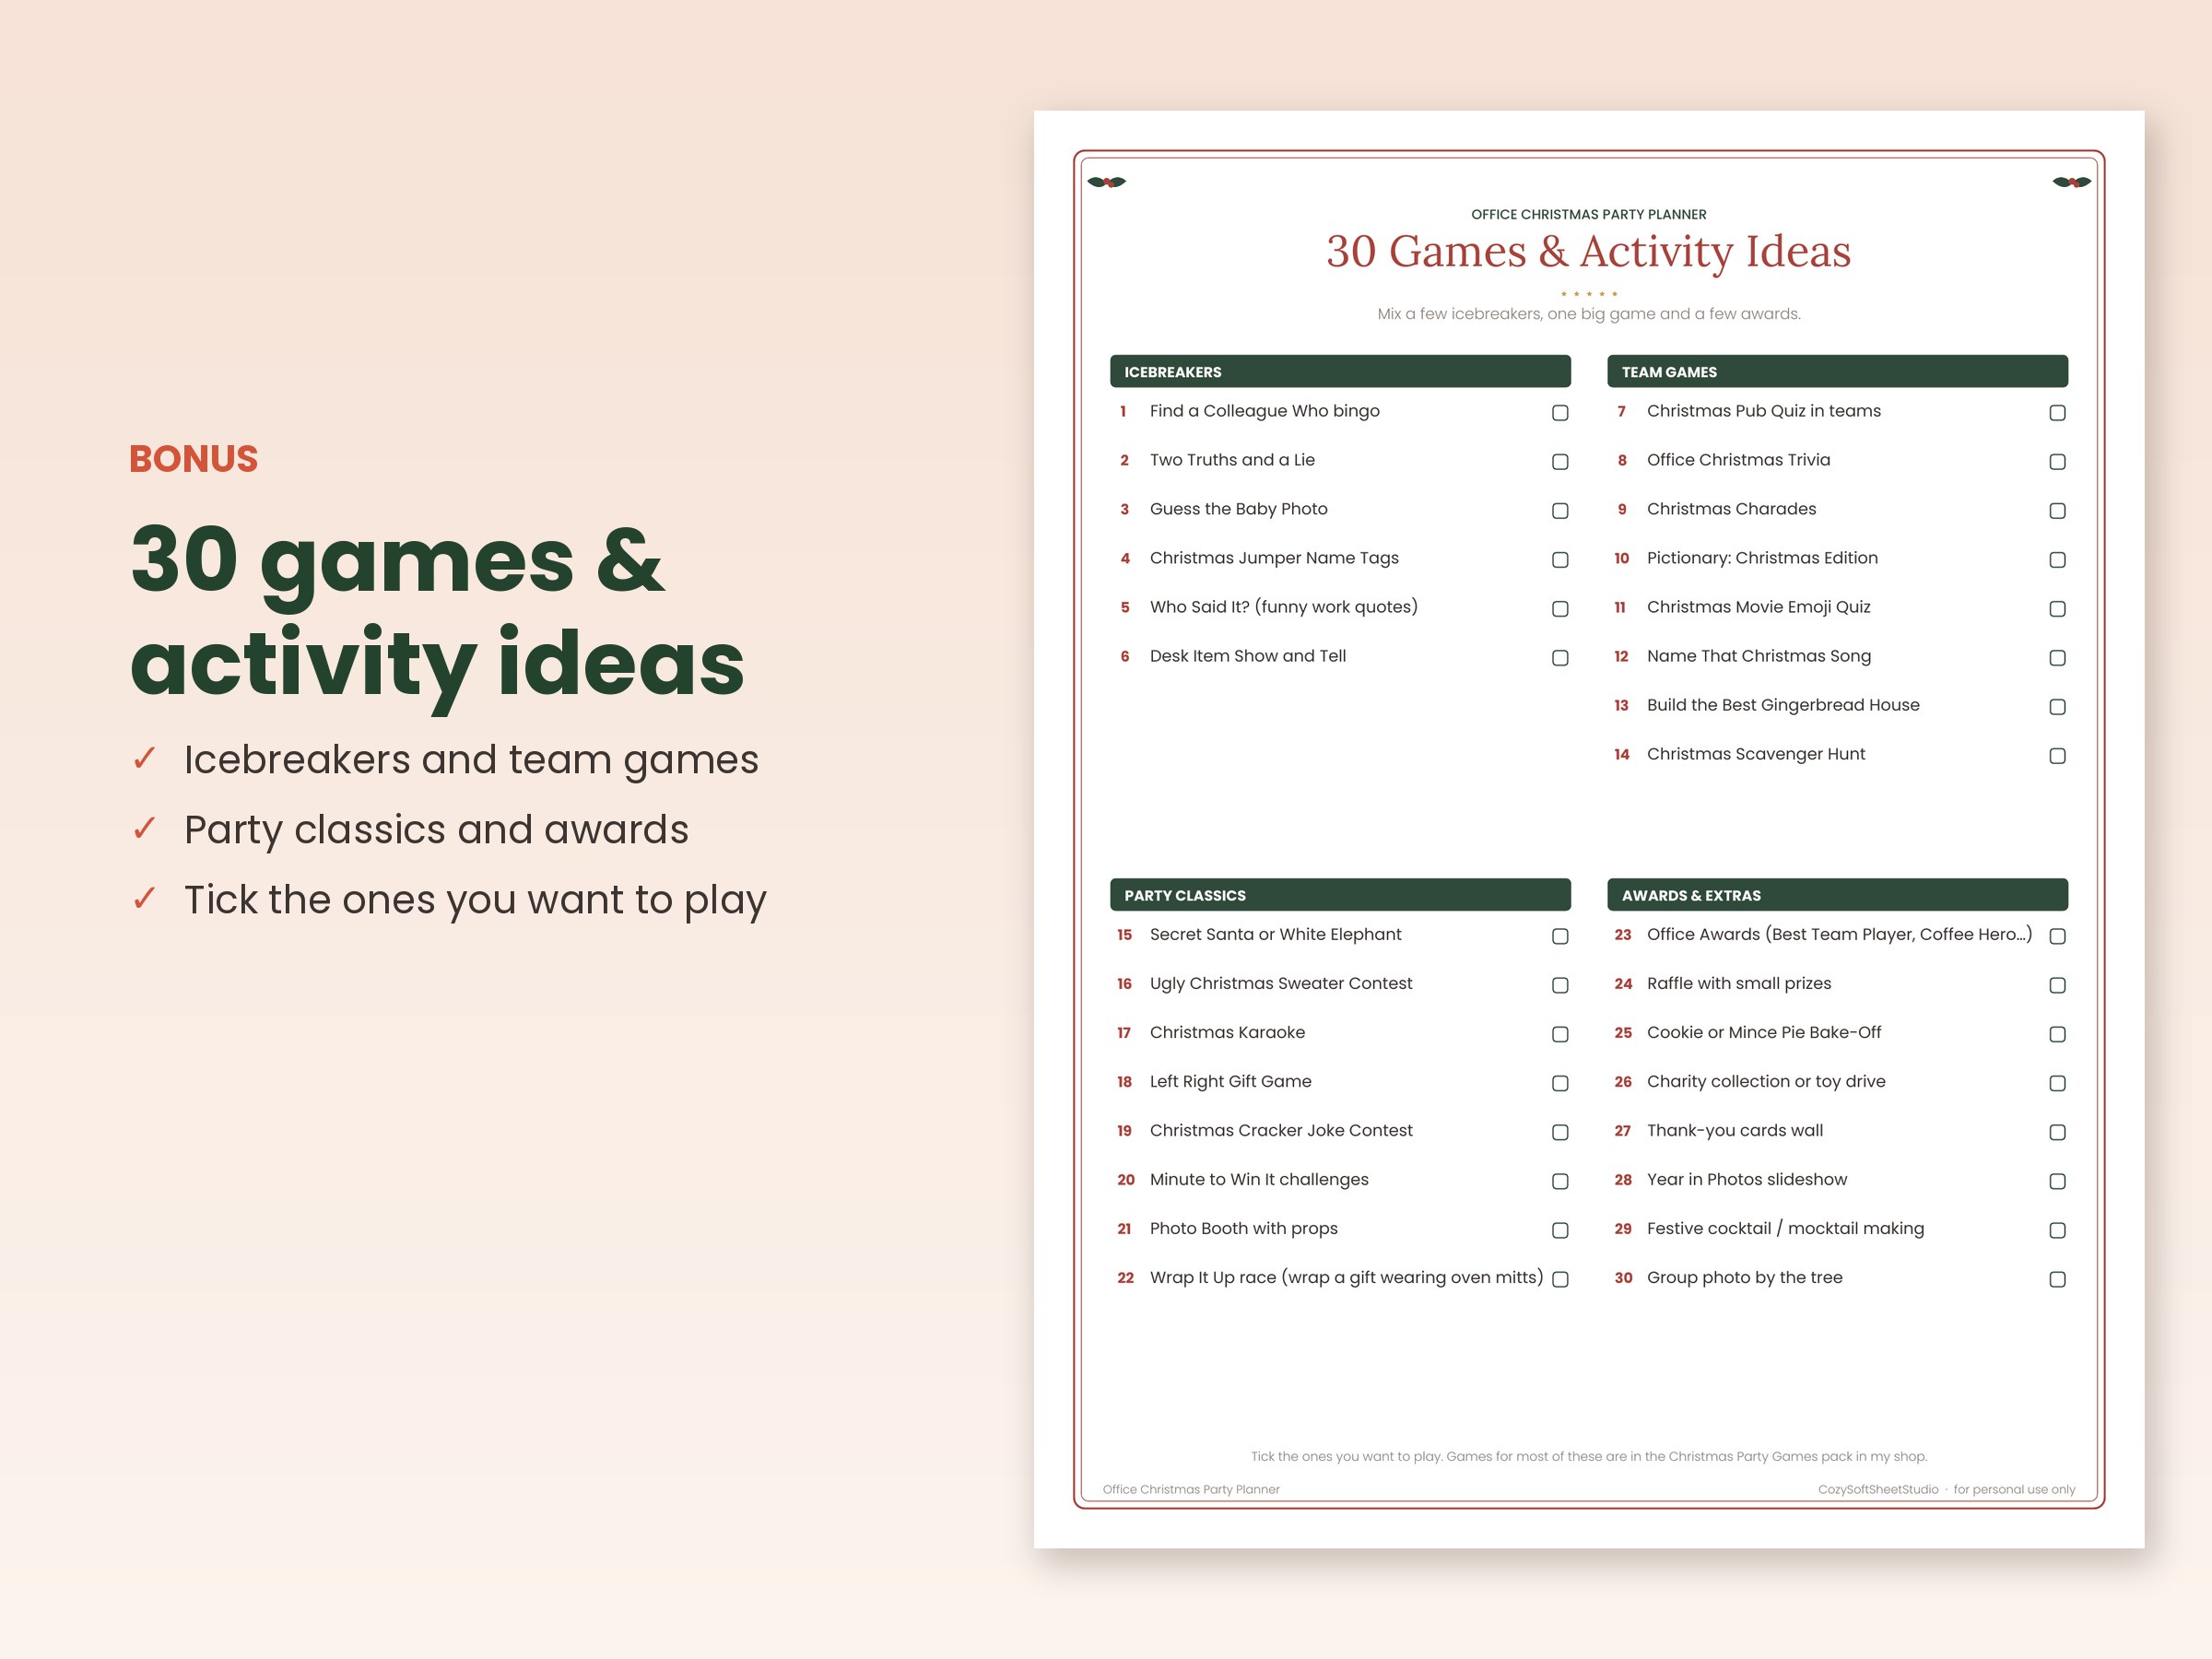 BONUS
30 games &
activity ideas
✓ Icebreakers and team games
✓ Party classics and awards
✓ Tick the ones you want to play
OFFICE CHRISTMAS PARTY PLANNER
30 Games & Activity Ideas
Mix a few icebreakers, one big game and a few awards.
ICEBREAKERS
1 Find a Colleague Who bingo
2 Two Truths and a Lie
3 Guess the Baby Photo
4 Christmas Jumper Name Tags
5 Who Said It? (funny work quotes)
6 Desk Item Show and Tell
TEAM GAMES
7 Christmas Pub Quiz in teams
8 Office Christmas Trivia
9 Christmas Charades
10 Pictionary: Christmas Edition
11 Christmas Movie Emoji Quiz
12 Name That Christmas Song
13 Build the Best Gingerbread House
14 Christmas Scavenger Hunt
PARTY CLASSICS
15 Secret Santa or White Elephant
16 Ugly Christmas Sweater Contest
17 Christmas Karaoke
18 Left Right Gift Game
19 Christmas Cracker Joke Contest
20 Minute to Win It challenges
21 Photo Booth with props
22 Wrap It Up race (wrap a gift wearing oven mitts)
AWARDS & EXTRAS
23 Office Awards (Best Team Player, Coffee Hero...)
24 Raffle with small prizes
25 Cookie or Mince Pie Bake-Off
26 Charity collection or toy drive
27 Thank-you cards wall
28 Year in Photos slideshow
29 Festive cocktail / mocktail making
30 Group photo by the tree
Tick the ones you want to play. Games for most of these are in the Christmas Party Games pack in my shop.
Office Christmas Party Planner
CozySoftSheetStudio · for personal use only